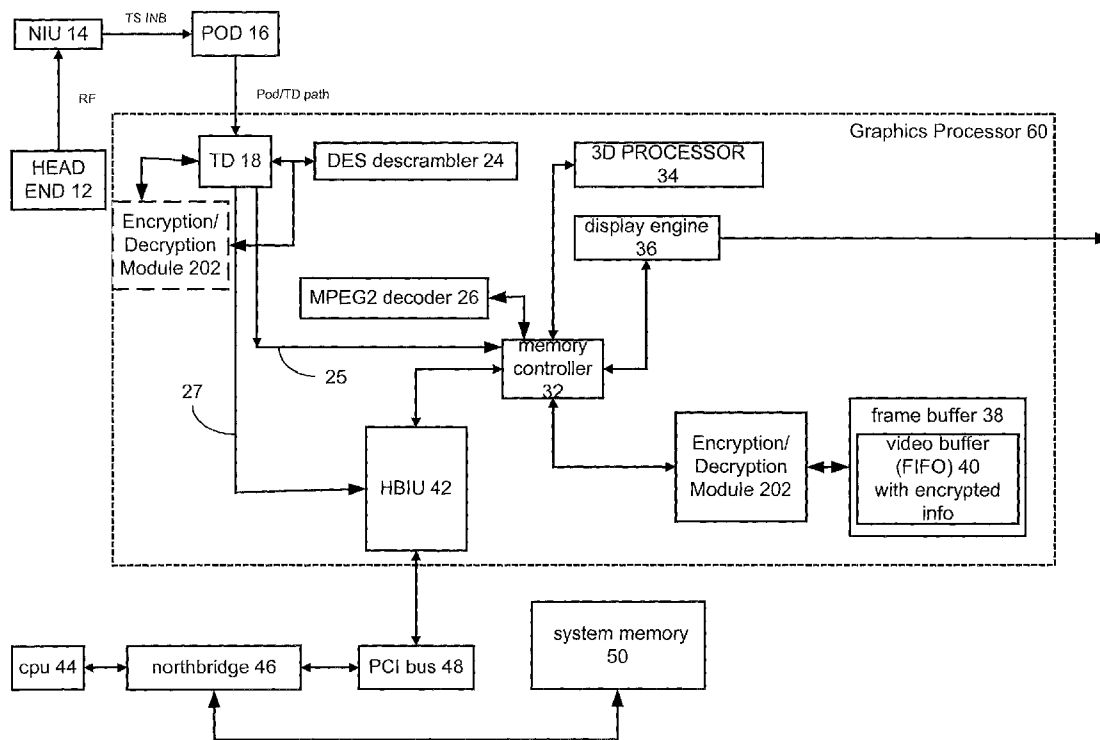 NIU 14
TS INB
POD 16
RF
Pod/TD path
Graphics Processor 60
HEAD
END 12
TD 18
DES descrambler 24
3D PROCESSOR
34
Encryption/
Decryption
Module 202
display engine
36
MPEG2 decoder 26
memory
controller
32
25
27
HBIU 42
Encryption/
Decryption
Module 202
frame buffer 38
video buffer
(FIFO) 40
with encrypted
info
system memory
50
cpu 44
northbridge 46
PCI bus 48